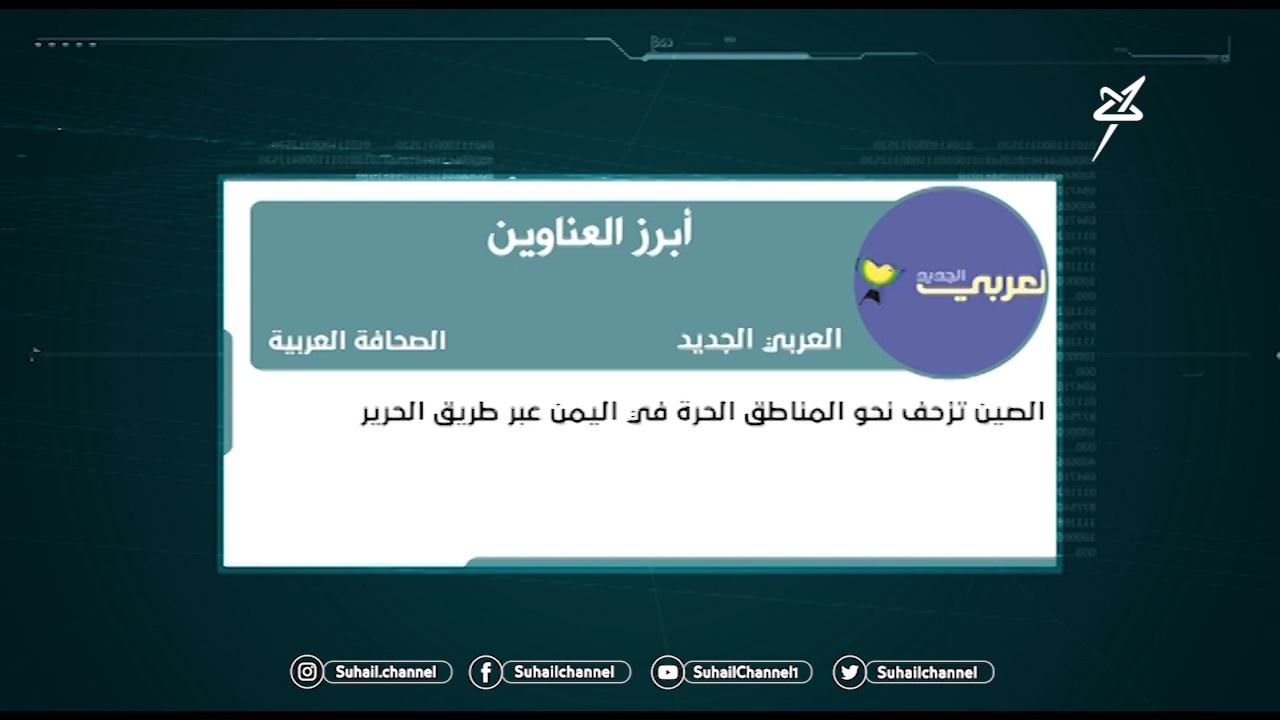 أبرز العناوين
لعربي الجديد
العربي الجديد
الصحافة العربية
الصين تزحف نحو المناطق الحرة في اليمن عبر طريق الحرير
Suhail.channel
Suhailchannel
SuhailChannel1
Suhailchannel